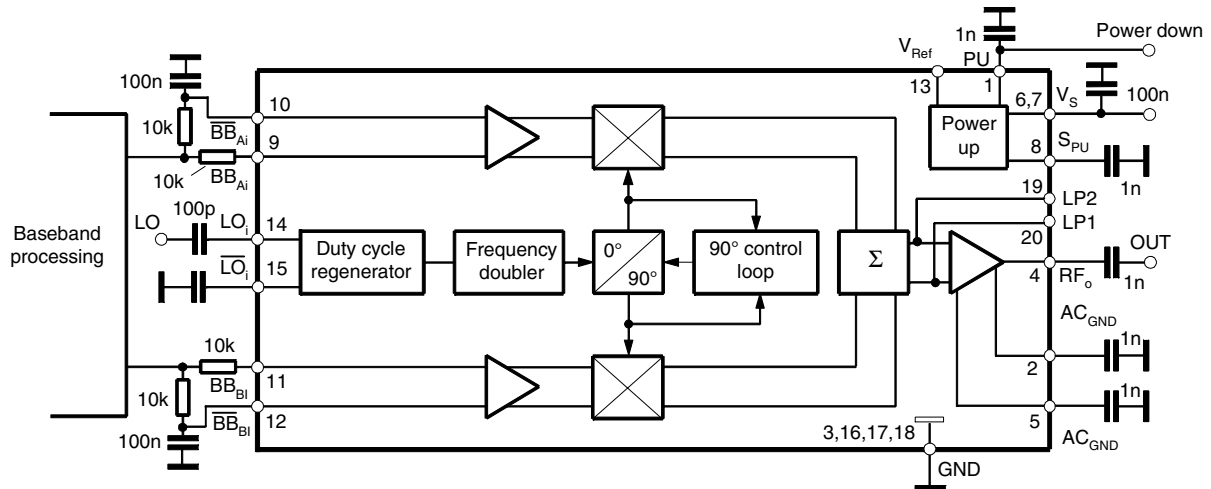 1n
Power down
V_Ref
PU
100n
13
1
6,7
V_S
100n
10
10k
B̅B̅_Ai
9
Power
up
8
S_PU
10k
BB_Ai
1n
19
LP2
LO
100p
LO_i
14
LP1
Baseband
processing
Duty cycle
regenerator
Frequency
doubler
0°
90°
90° control
loop
Σ
20
OUT
L̅O̅_i
15
4
RF_o
1n
AC_GND
1n
10k
BB_BI
11
2
10k
1n
B̅B̅_BI
12
5
AC_GND
100n
3,16,17,18
GND